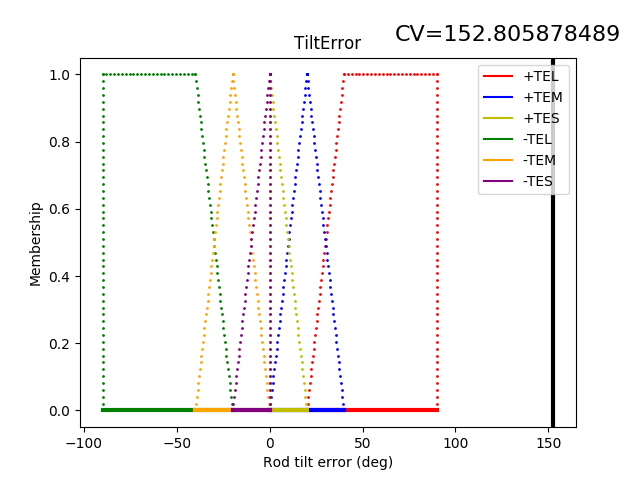 CV=152.805878489
TiltError
+TEL
+TEM
+TES
-TEL
-TEM
-TES
1.0
0.8
0.6
0.4
0.2
0.0
Membership
−100
−50
0
50
100
150
Rod tilt error (deg)